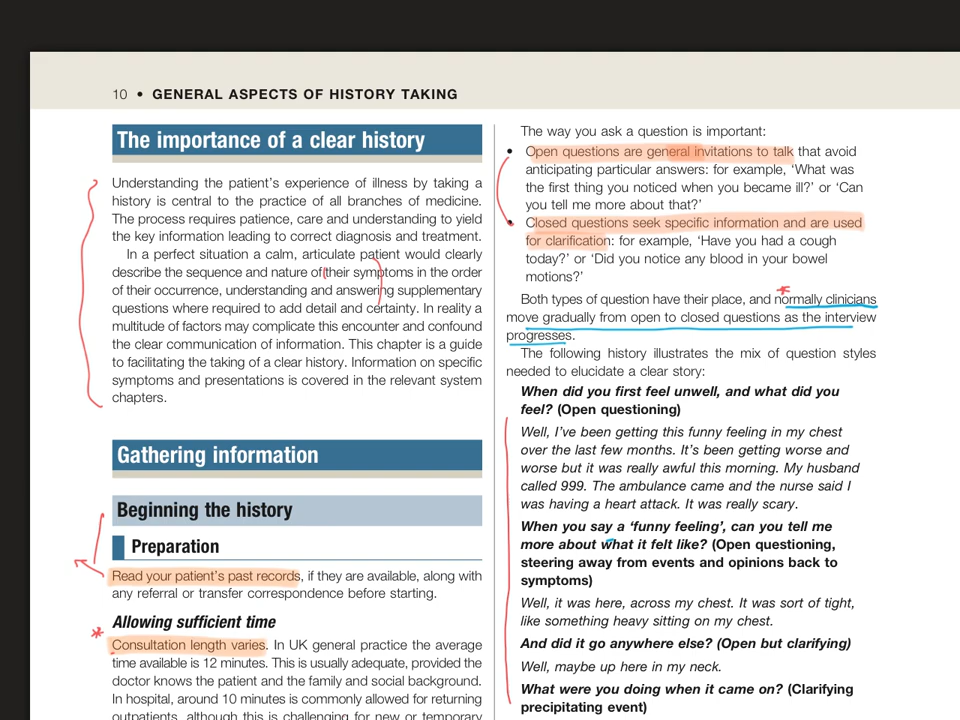 10 • GENERAL ASPECTS OF HISTORY TAKING
The importance of a clear history
Understanding the patient's experience of illness by taking a
history is central to the practice of all branches of medicine.
The process requires patience, care and understanding to yield
the key information leading to correct diagnosis and treatment.
In a perfect situation a calm, articulate patient would clearly
describe the sequence and nature of their symptoms in the order
of their occurrence, understanding and answering supplementary
questions where required to add detail and certainty. In reality a
multitude of factors may complicate this encounter and confound
the clear communication of information. This chapter is a guide
to facilitating the taking of a clear history. Information on specific
symptoms and presentations is covered in the relevant system
chapters.
Gathering information
Beginning the history
Preparation
Read your patient's past records, if they are available, along with
any referral or transfer correspondence before starting.
Allowing sufficient time
Consultation length varies. In UK general practice the average
time available is 12 minutes. This is usually adequate, provided the
doctor knows the patient and the family and social background.
In hospital, around 10 minutes is commonly allowed for returning
outpatients, although this is challenging for new or temporary
The way you ask a question is important:
• Open questions are general invitations to talk that avoid
anticipating particular answers: for example, 'What was
the first thing you noticed when you became ill?' or 'Can
you tell me more about that?'
• Closed questions seek specific information and are used
for clarification: for example, 'Have you had a cough
today?' or 'Did you notice any blood in your bowel
motions?'
Both types of question have their place, and normally clinicians
move gradually from open to closed questions as the interview
progresses.
The following history illustrates the mix of question styles
needed to elucidate a clear story:
When did you first feel unwell, and what did you
feel? (Open questioning)
Well, I've been getting this funny feeling in my chest
over the last few months. It's been getting worse and
worse but it was really awful this morning. My husband
called 999. The ambulance came and the nurse said I
was having a heart attack. It was really scary.
When you say a 'funny feeling', can you tell me
more about what it felt like? (Open questioning,
steering away from events and opinions back to
symptoms)
Well, it was here, across my chest. It was sort of tight,
like something heavy sitting on my chest.
And did it go anywhere else? (Open but clarifying)
Well, maybe up here in my neck.
What were you doing when it came on? (Clarifying
precipitating event)